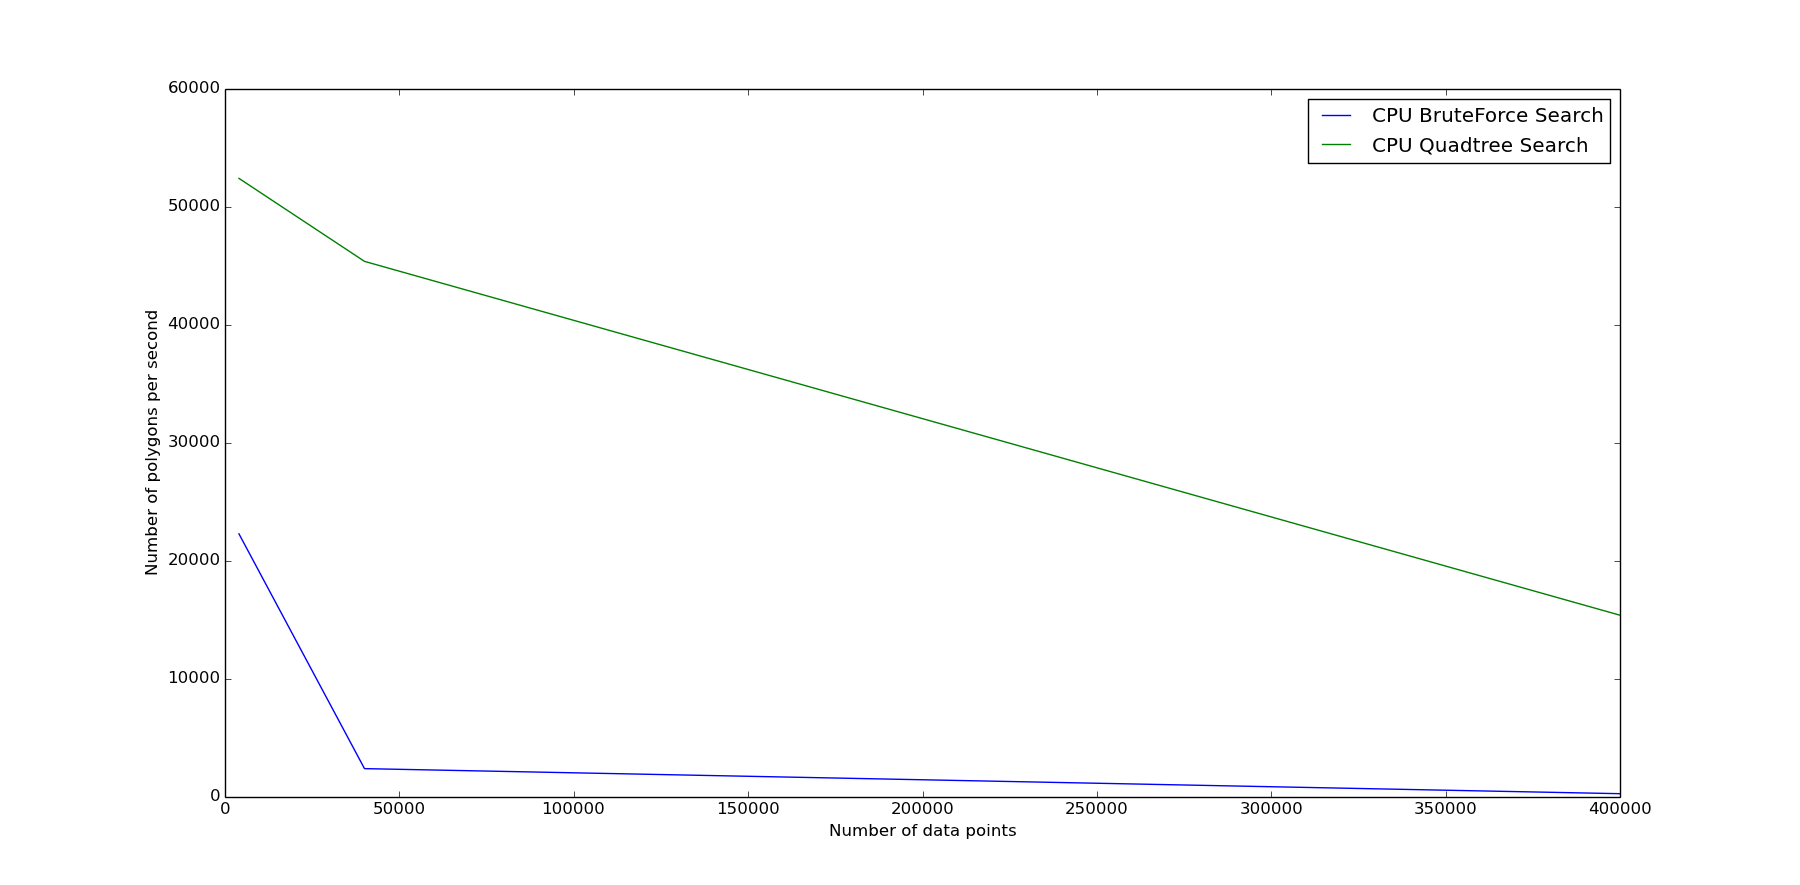 60000
50000
40000
30000
20000
10000
0
Number of polygons per second
CPU BruteForce Search
CPU Quadtree Search
0 50000 100000 150000 200000 250000 300000 350000 400000
Number of data points